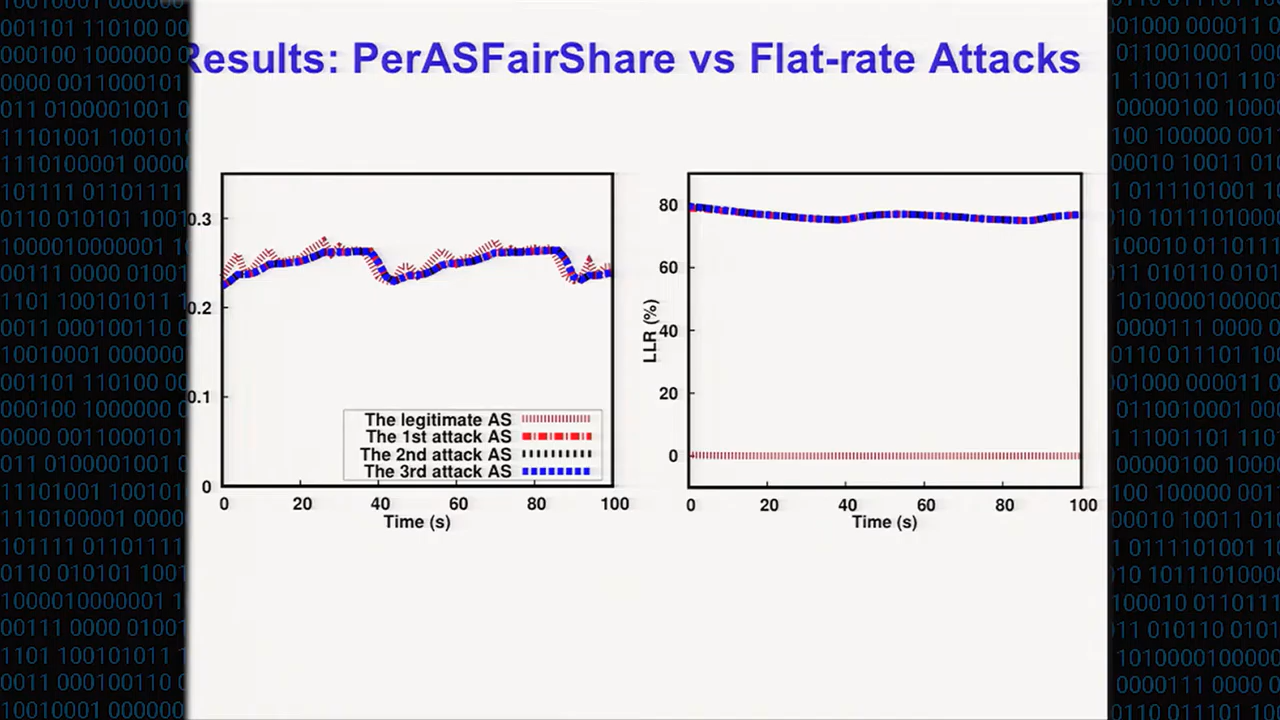 Results: PerASFairShare vs Flat-rate Attacks
0.3
0.2
0.1
0
0 20 40 60 80 100
Time (s)
The legitimate AS
The 1st attack AS
The 2nd attack AS
The 3rd attack AS
LLR (%)
80
60
40
20
0
0 20 40 60 80 100
Time (s)